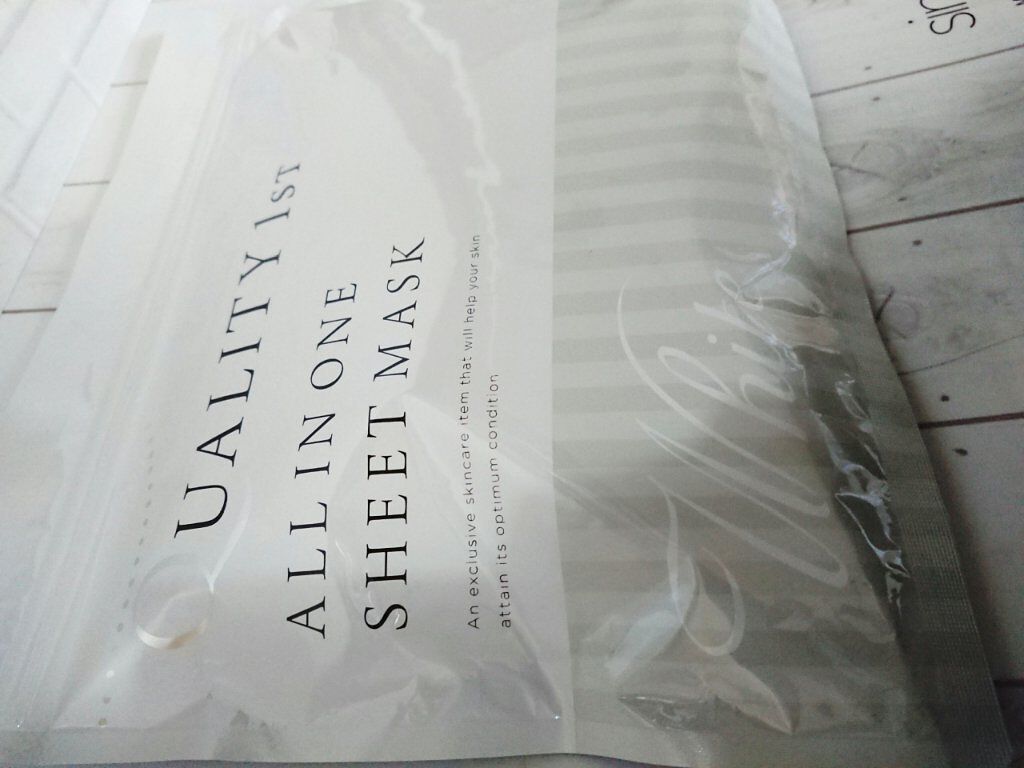 QUALITY 1ST
ALL IN ONE
SHEET MASK
An exclusive skincare item that will help your skin
attain its optimum condition